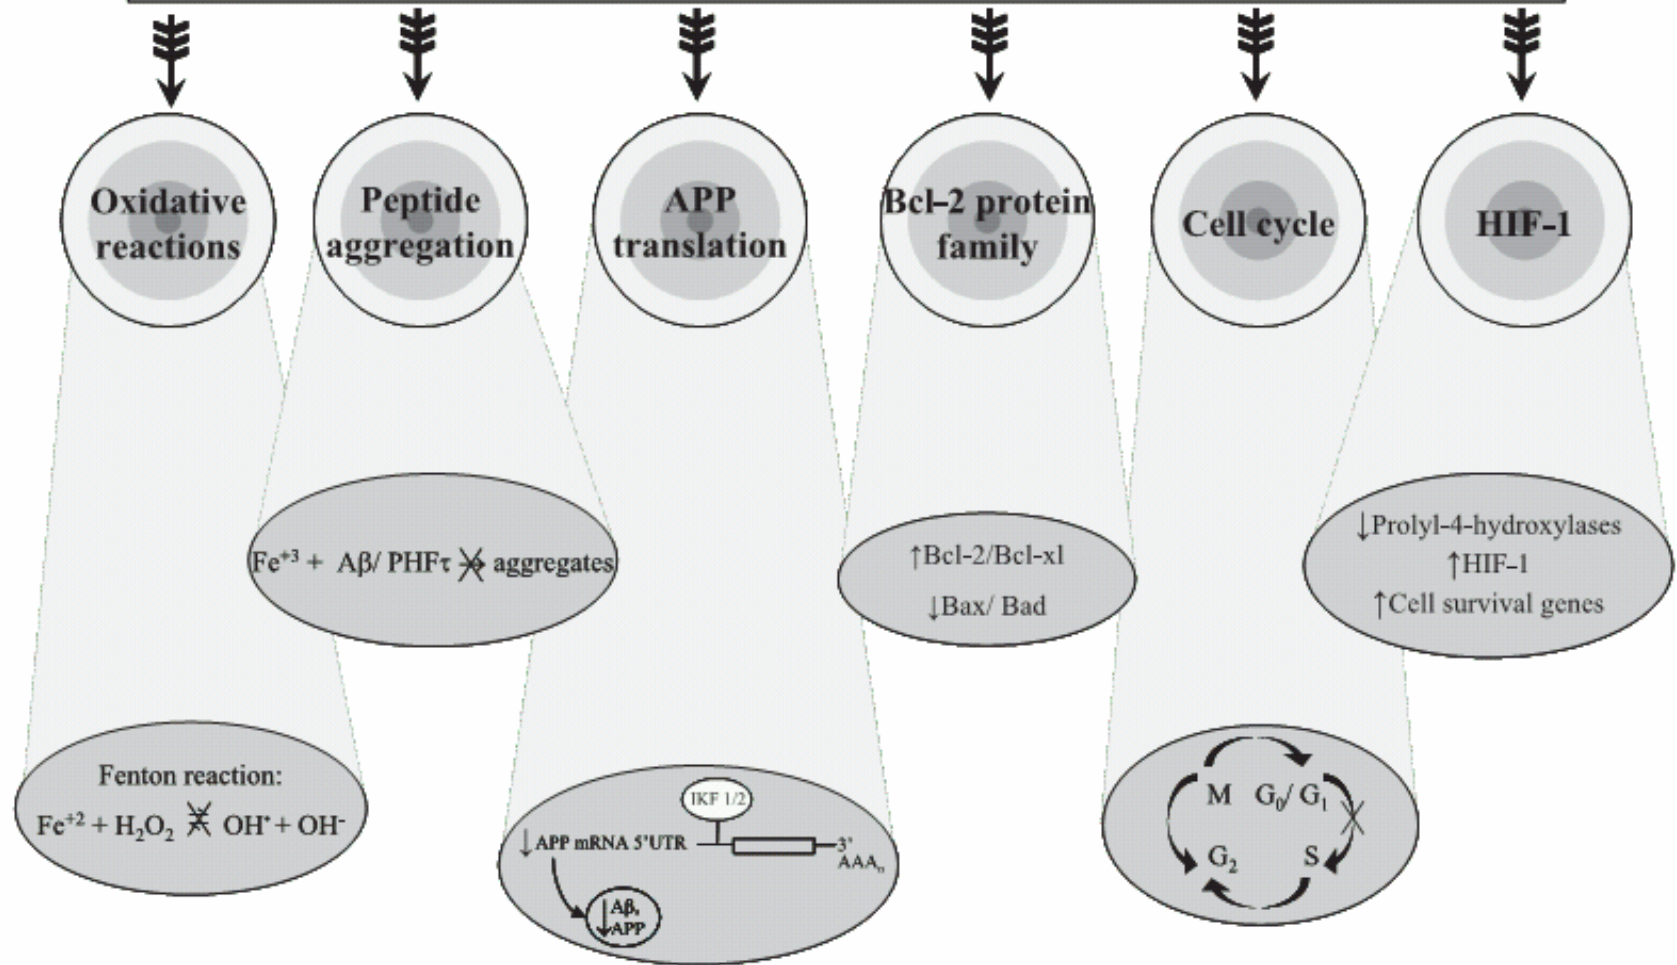 Oxidative
reactions
Peptide
aggregation
APP
translation
Bcl-2 protein
family
Cell cycle
HIF-1
Fe⁺³ + Aβ/ PHFτ → aggregates
↑Bcl-2/Bcl-xl
↓Bax/ Bad
↓Prolyl-4-hydroxylases
↑HIF-1
↑Cell survival genes
Fenton reaction:
Fe⁺² + H₂O₂ → OH• + OH⁻
IKF 1/2
↓ APP mRNA 5'UTR
3'
AAAₙ
↓ Aβ,
↓ APP
M G₀/ G₁
G₂ S